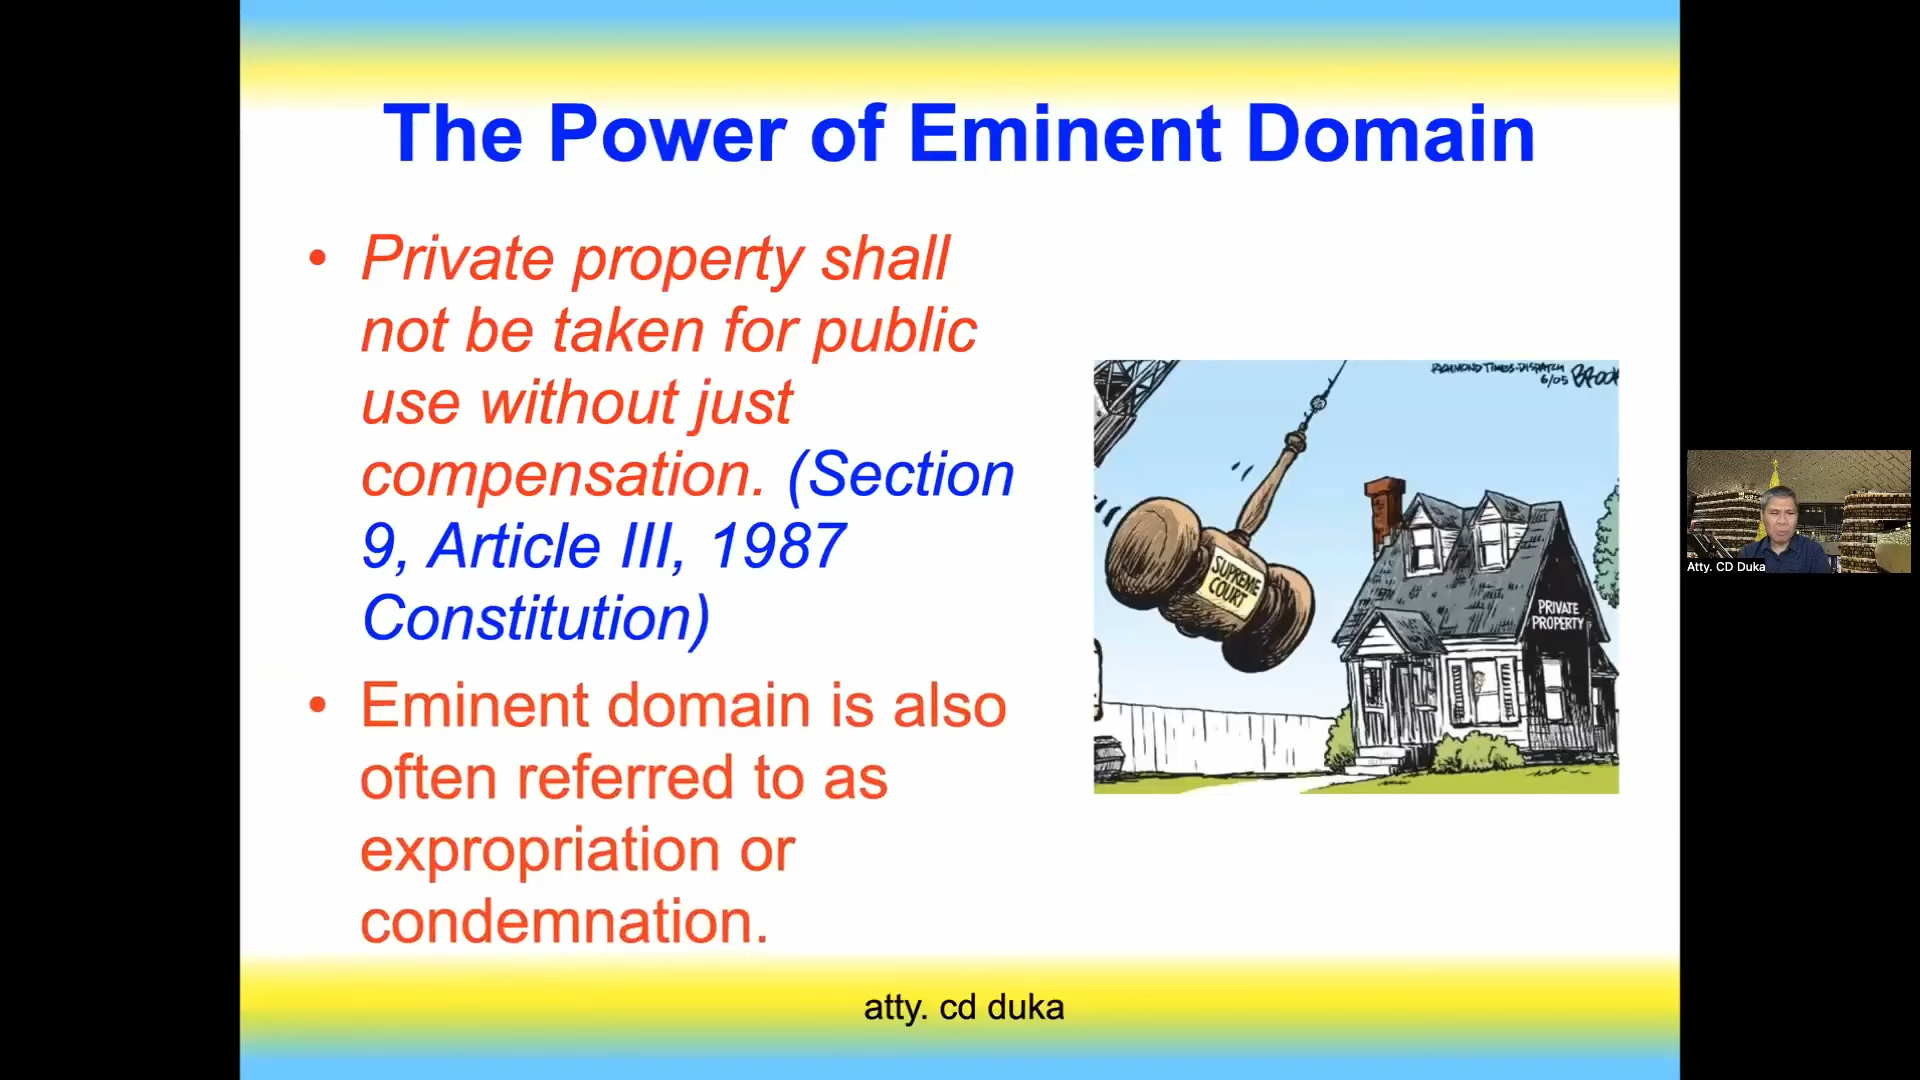 The Power of Eminent Domain
• Private property shall
not be taken for public
use without just
compensation. (Section
9, Article III, 1987
Constitution)
• Eminent domain is also
often referred to as
expropriation or
condemnation.
RICHMOND TIMES-DISPATCH
6/05
SUPREME
COURT
PRIVATE
PROPERTY
Atty. CD Duka
atty. cd duka